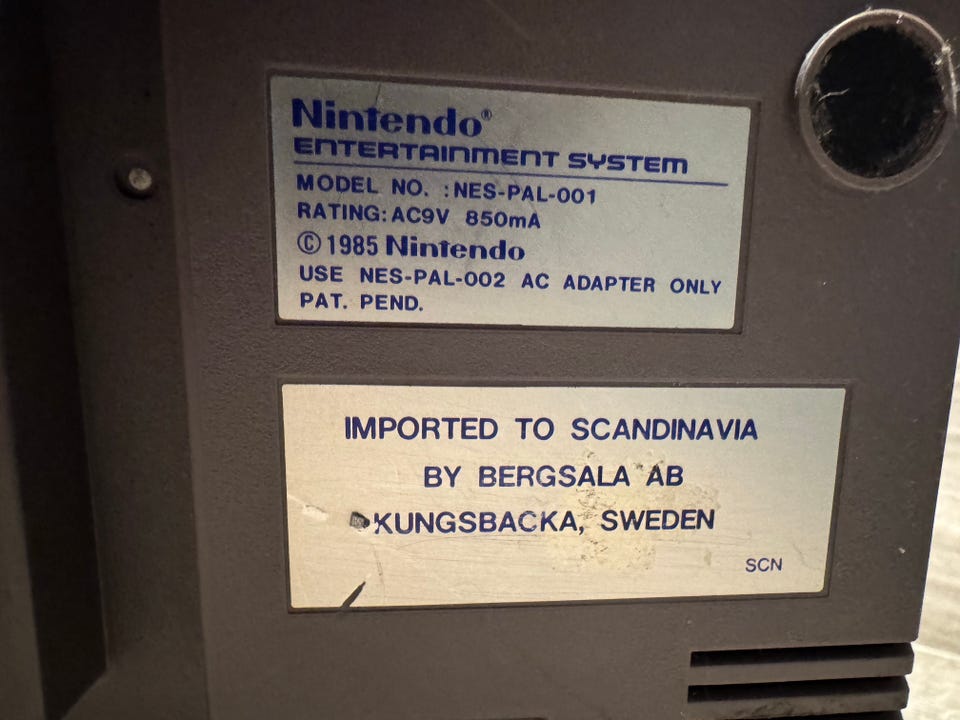 Nintendo®
ENTERTAINMENT SYSTEM
MODEL NO. :NES-PAL-001
RATING:AC9V 850mA
© 1985 Nintendo
USE NES-PAL-002 AC ADAPTER ONLY
PAT. PEND.
IMPORTED TO SCANDINAVIA
BY BERGSALA AB
KUNGSBACKA, SWEDEN
SCN